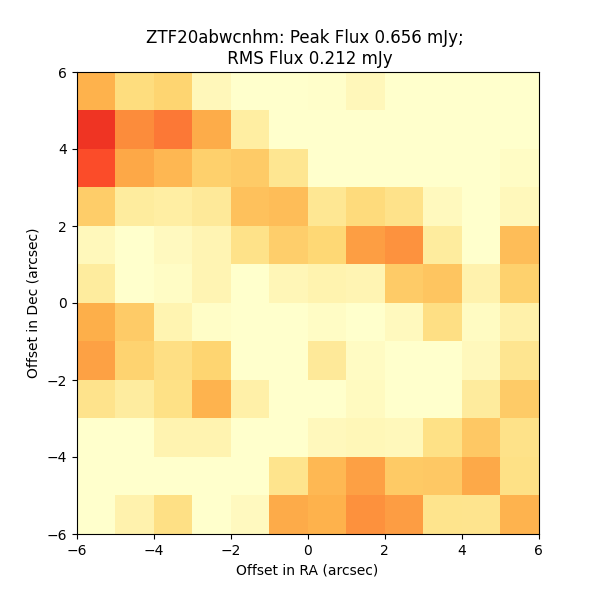 ZTF20abwcnhm: Peak Flux 0.656 mJy;
RMS Flux 0.212 mJy
6
4
2
0
−2
−4
−6
Offset in Dec (arcsec)
−6 −4 −2 0 2 4 6
Offset in RA (arcsec)